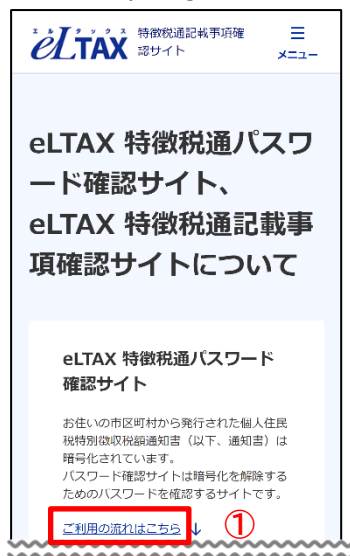 エルタックス
eLTAX 特徴税通記載事項確
認サイト
メニュー
eLTAX 特徴税通パスワ
ード確認サイト、
eLTAX 特徴税通記載事
項確認サイトについて
eLTAX 特徴税通パスワード
確認サイト
お住いの市区町村から発行された個人住民
税特別徴収税額通知書（以下、通知書）は
暗号化されています。
パスワード確認サイトは暗号化を解除する
ためのパスワードを確認するサイトです。
ご利用の流れはこちら ↓ ①